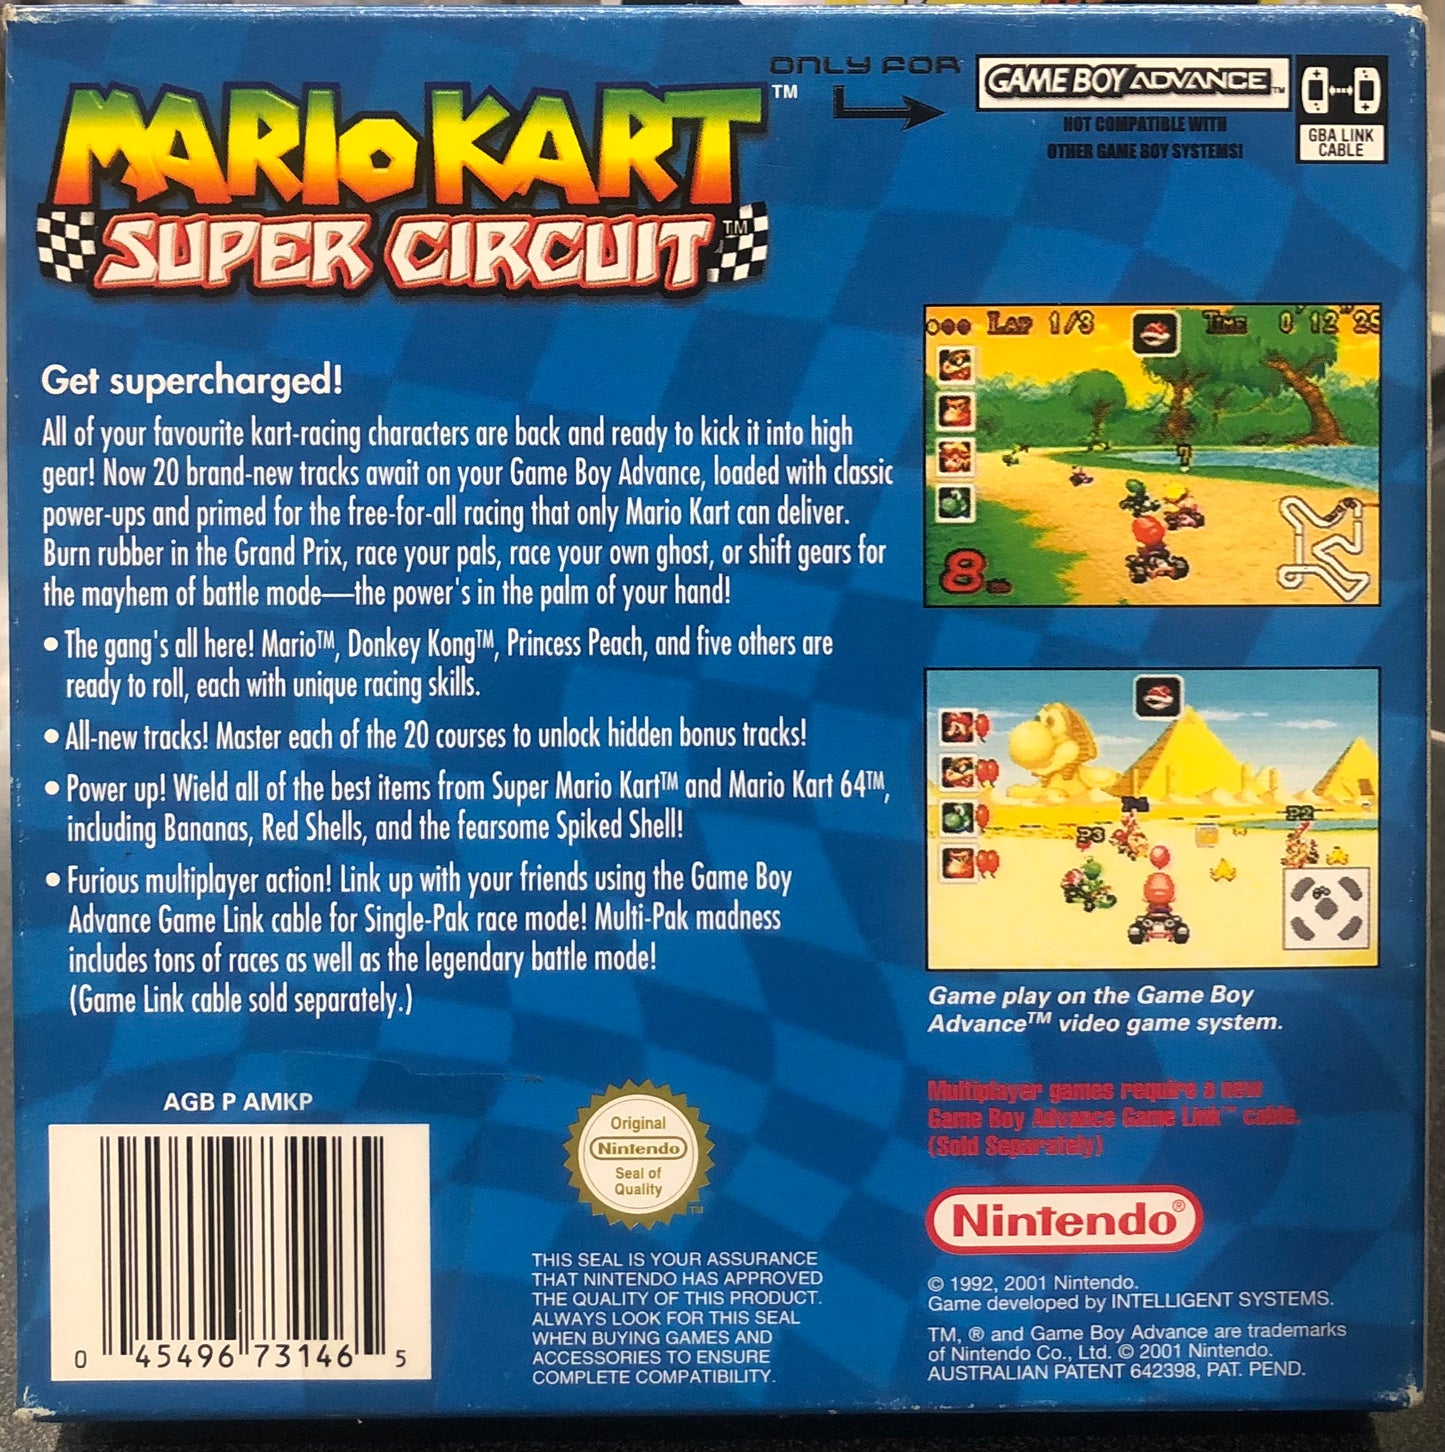 ONLY FOR
GAME BOY ADVANCE™
NOT COMPATIBLE WITH
OTHER GAME BOY SYSTEMS!
GBA LINK
CABLE
MARIO KART™
SUPER CIRCUIT™
Get supercharged!
All of your favourite kart-racing characters are back and ready to kick it into high
gear! Now 20 brand-new tracks await on your Game Boy Advance, loaded with classic
power-ups and primed for the free-for-all racing that only Mario Kart can deliver.
Burn rubber in the Grand Prix, race your pals, race your own ghost, or shift gears for
the mayhem of battle mode—the power's in the palm of your hand!
• The gang's all here! Mario™, Donkey Kong™, Princess Peach, and five others are
ready to roll, each with unique racing skills.
• All-new tracks! Master each of the 20 courses to unlock hidden bonus tracks!
• Power up! Wield all of the best items from Super Mario Kart™ and Mario Kart 64™,
including Bananas, Red Shells, and the fearsome Spiked Shell!
• Furious multiplayer action! Link up with your friends using the Game Boy
Advance Game Link cable for Single-Pak race mode! Multi-Pak madness
includes tons of races as well as the legendary battle mode!
(Game Link cable sold separately.)
LAP 1/3 TIME 0'12"25
8
P4
P3
P2
Game play on the Game Boy
Advance™ video game system.
Multiplayer games require a new
Game Boy Advance Game Link™ cable.
(Sold Separately)
AGB P AMKP
0 45496 73146 5
Original
Nintendo
Seal of
Quality
TM
THIS SEAL IS YOUR ASSURANCE
THAT NINTENDO HAS APPROVED
THE QUALITY OF THIS PRODUCT.
ALWAYS LOOK FOR THIS SEAL
WHEN BUYING GAMES AND
ACCESSORIES TO ENSURE
COMPLETE COMPATIBILITY.
Nintendo®
© 1992, 2001 Nintendo.
Game developed by INTELLIGENT SYSTEMS.
TM, ® and Game Boy Advance are trademarks
of Nintendo Co., Ltd. © 2001 Nintendo.
AUSTRALIAN PATENT 642398, PAT. PEND.